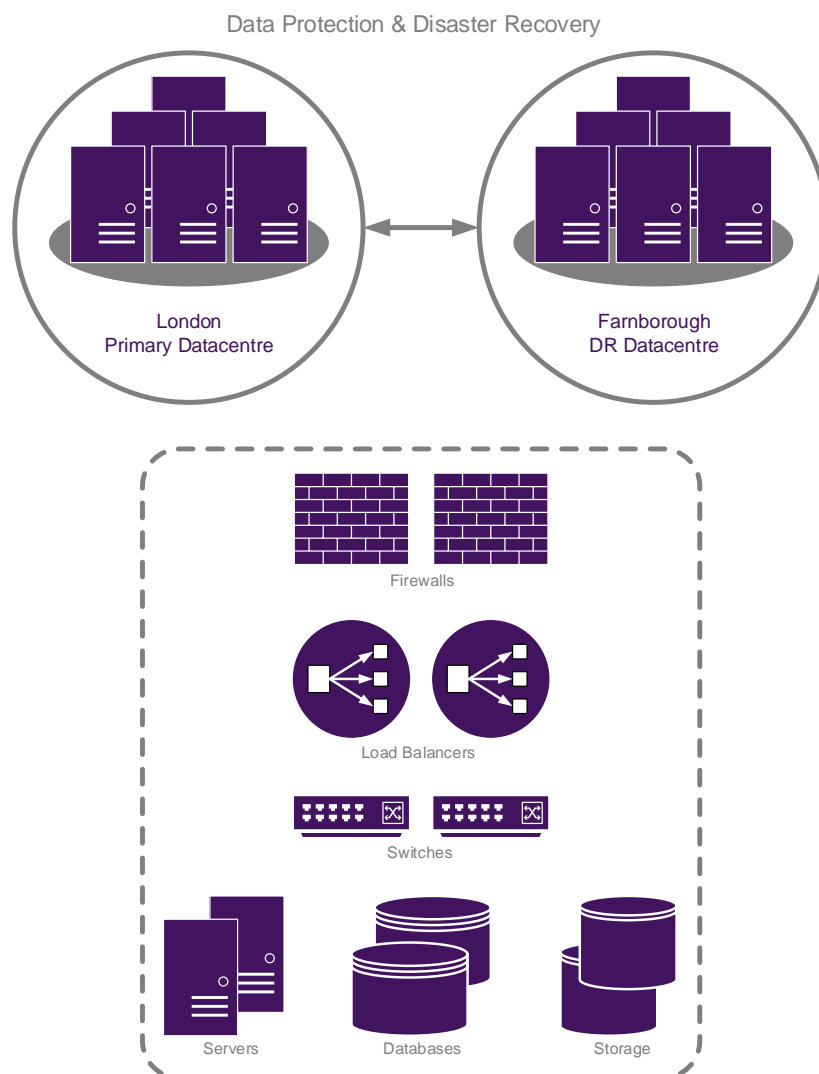 Data Protection & Disaster Recovery
London
Primary Datacentre
Farnborough
DR Datacentre
Firewalls
Load Balancers
Switches
Servers
Databases
Storage